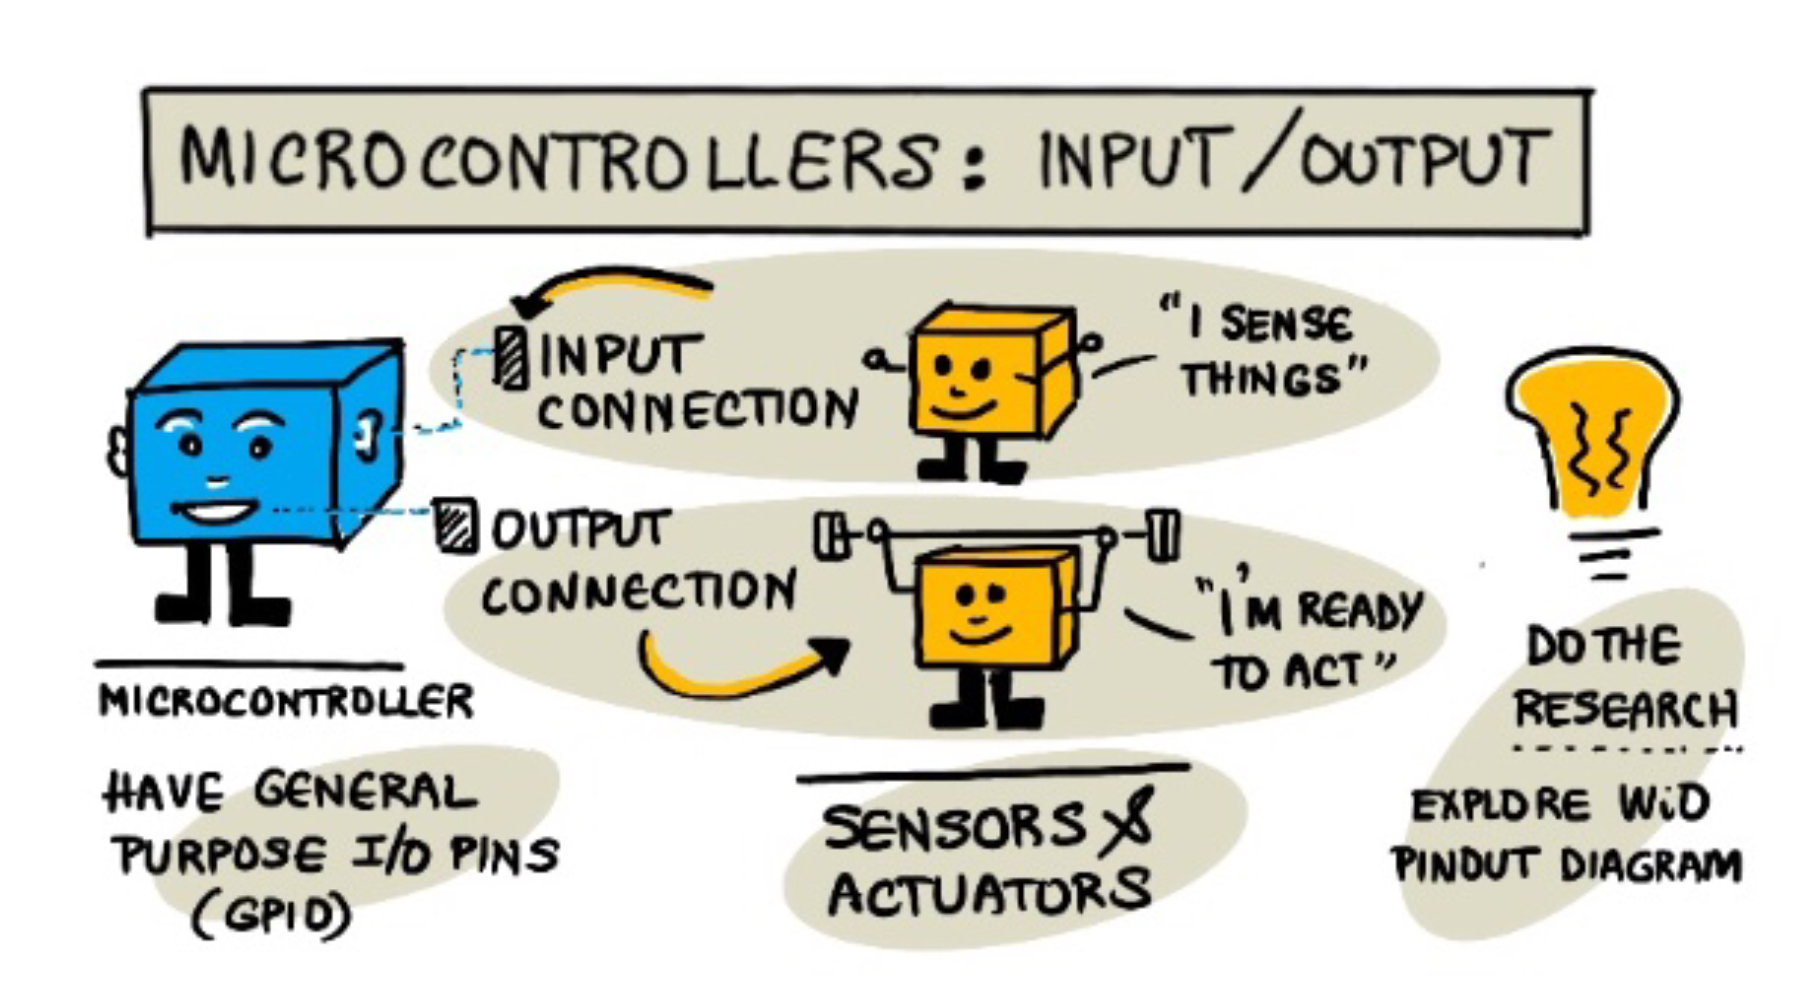 MICROCONTROLLERS: INPUT/OUTPUT
INPUT
CONNECTION
"I SENSE
THINGS"
OUTPUT
CONNECTION
"I'M READY
TO ACT"
MICROCONTROLLER
HAVE GENERAL
PURPOSE I/O PINS
(GPIO)
SENSORS &
ACTUATORS
DO THE
RESEARCH
EXPLORE WiO
PINOUT DIAGRAM